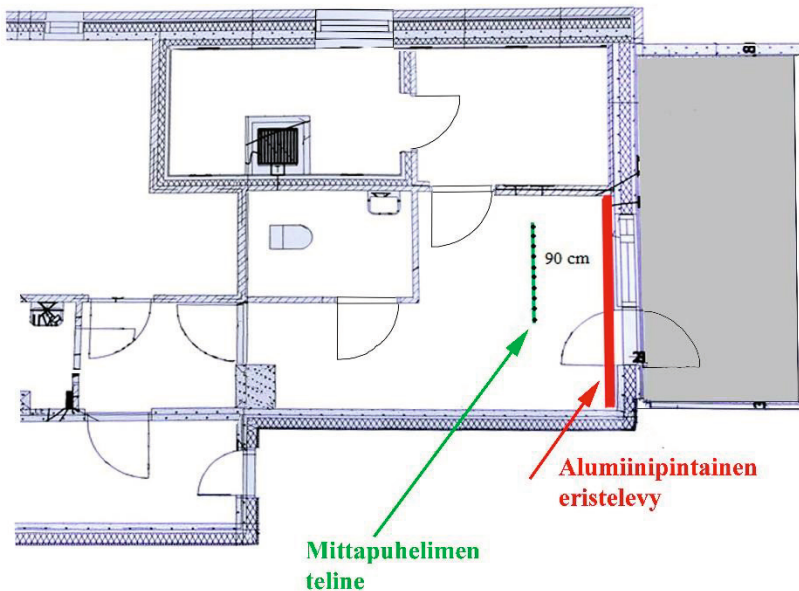 90 cm
Alumiinipintainen
eristelevy
Mittapuhelimen
teline